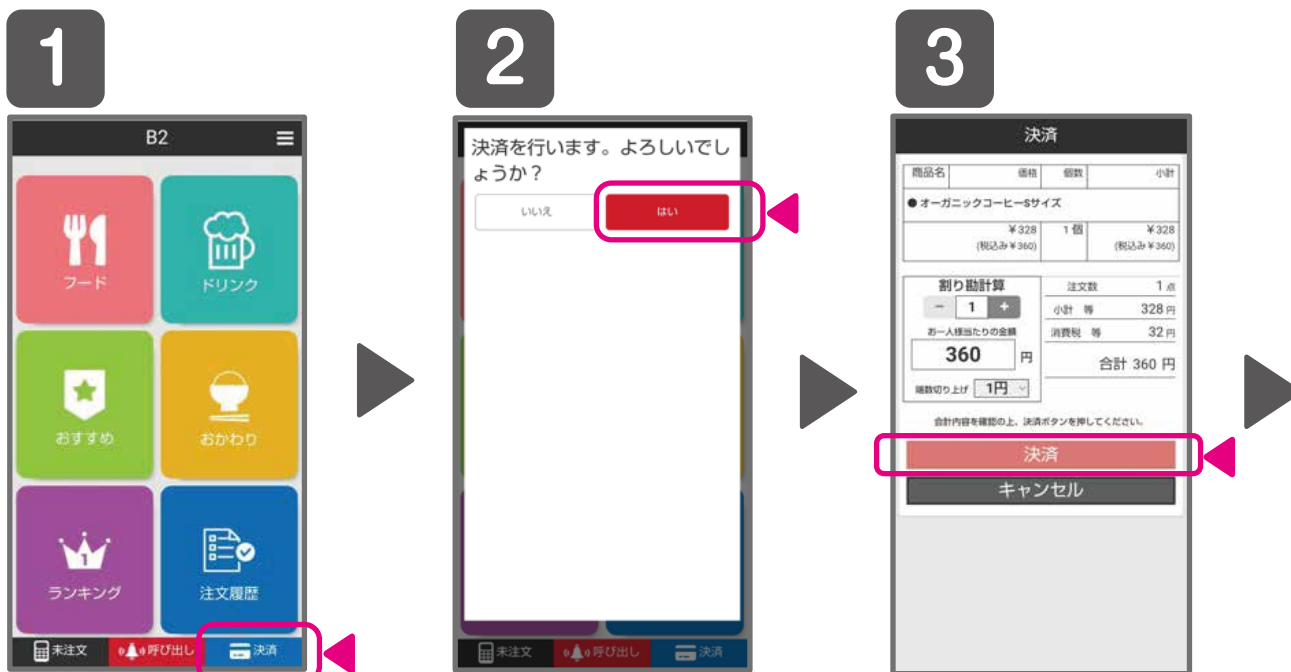 1
B2
フード
ドリンク
おすすめ
おかわり
1
ランキング
注文履歴
未注文
呼び出し
決済
2
決済を行います。よろしいでし
ょうか?
いいえ
はい
未注文
呼び出し
決済
3
決済
商品名 価格 個数 小計
● オーガニックコーヒーSサイズ
¥328 1個 ¥328
(税込み¥360) (税込み¥360)
割り勘計算
- 1 +
お一人様当たりの金額
360 円
端数切り上げ 1円
注文数 1 点
小計 等 328 円
消費税 等 32 円
合計 360 円
合計内容を確認の上、決済ボタンを押してください。
決済
キャンセル